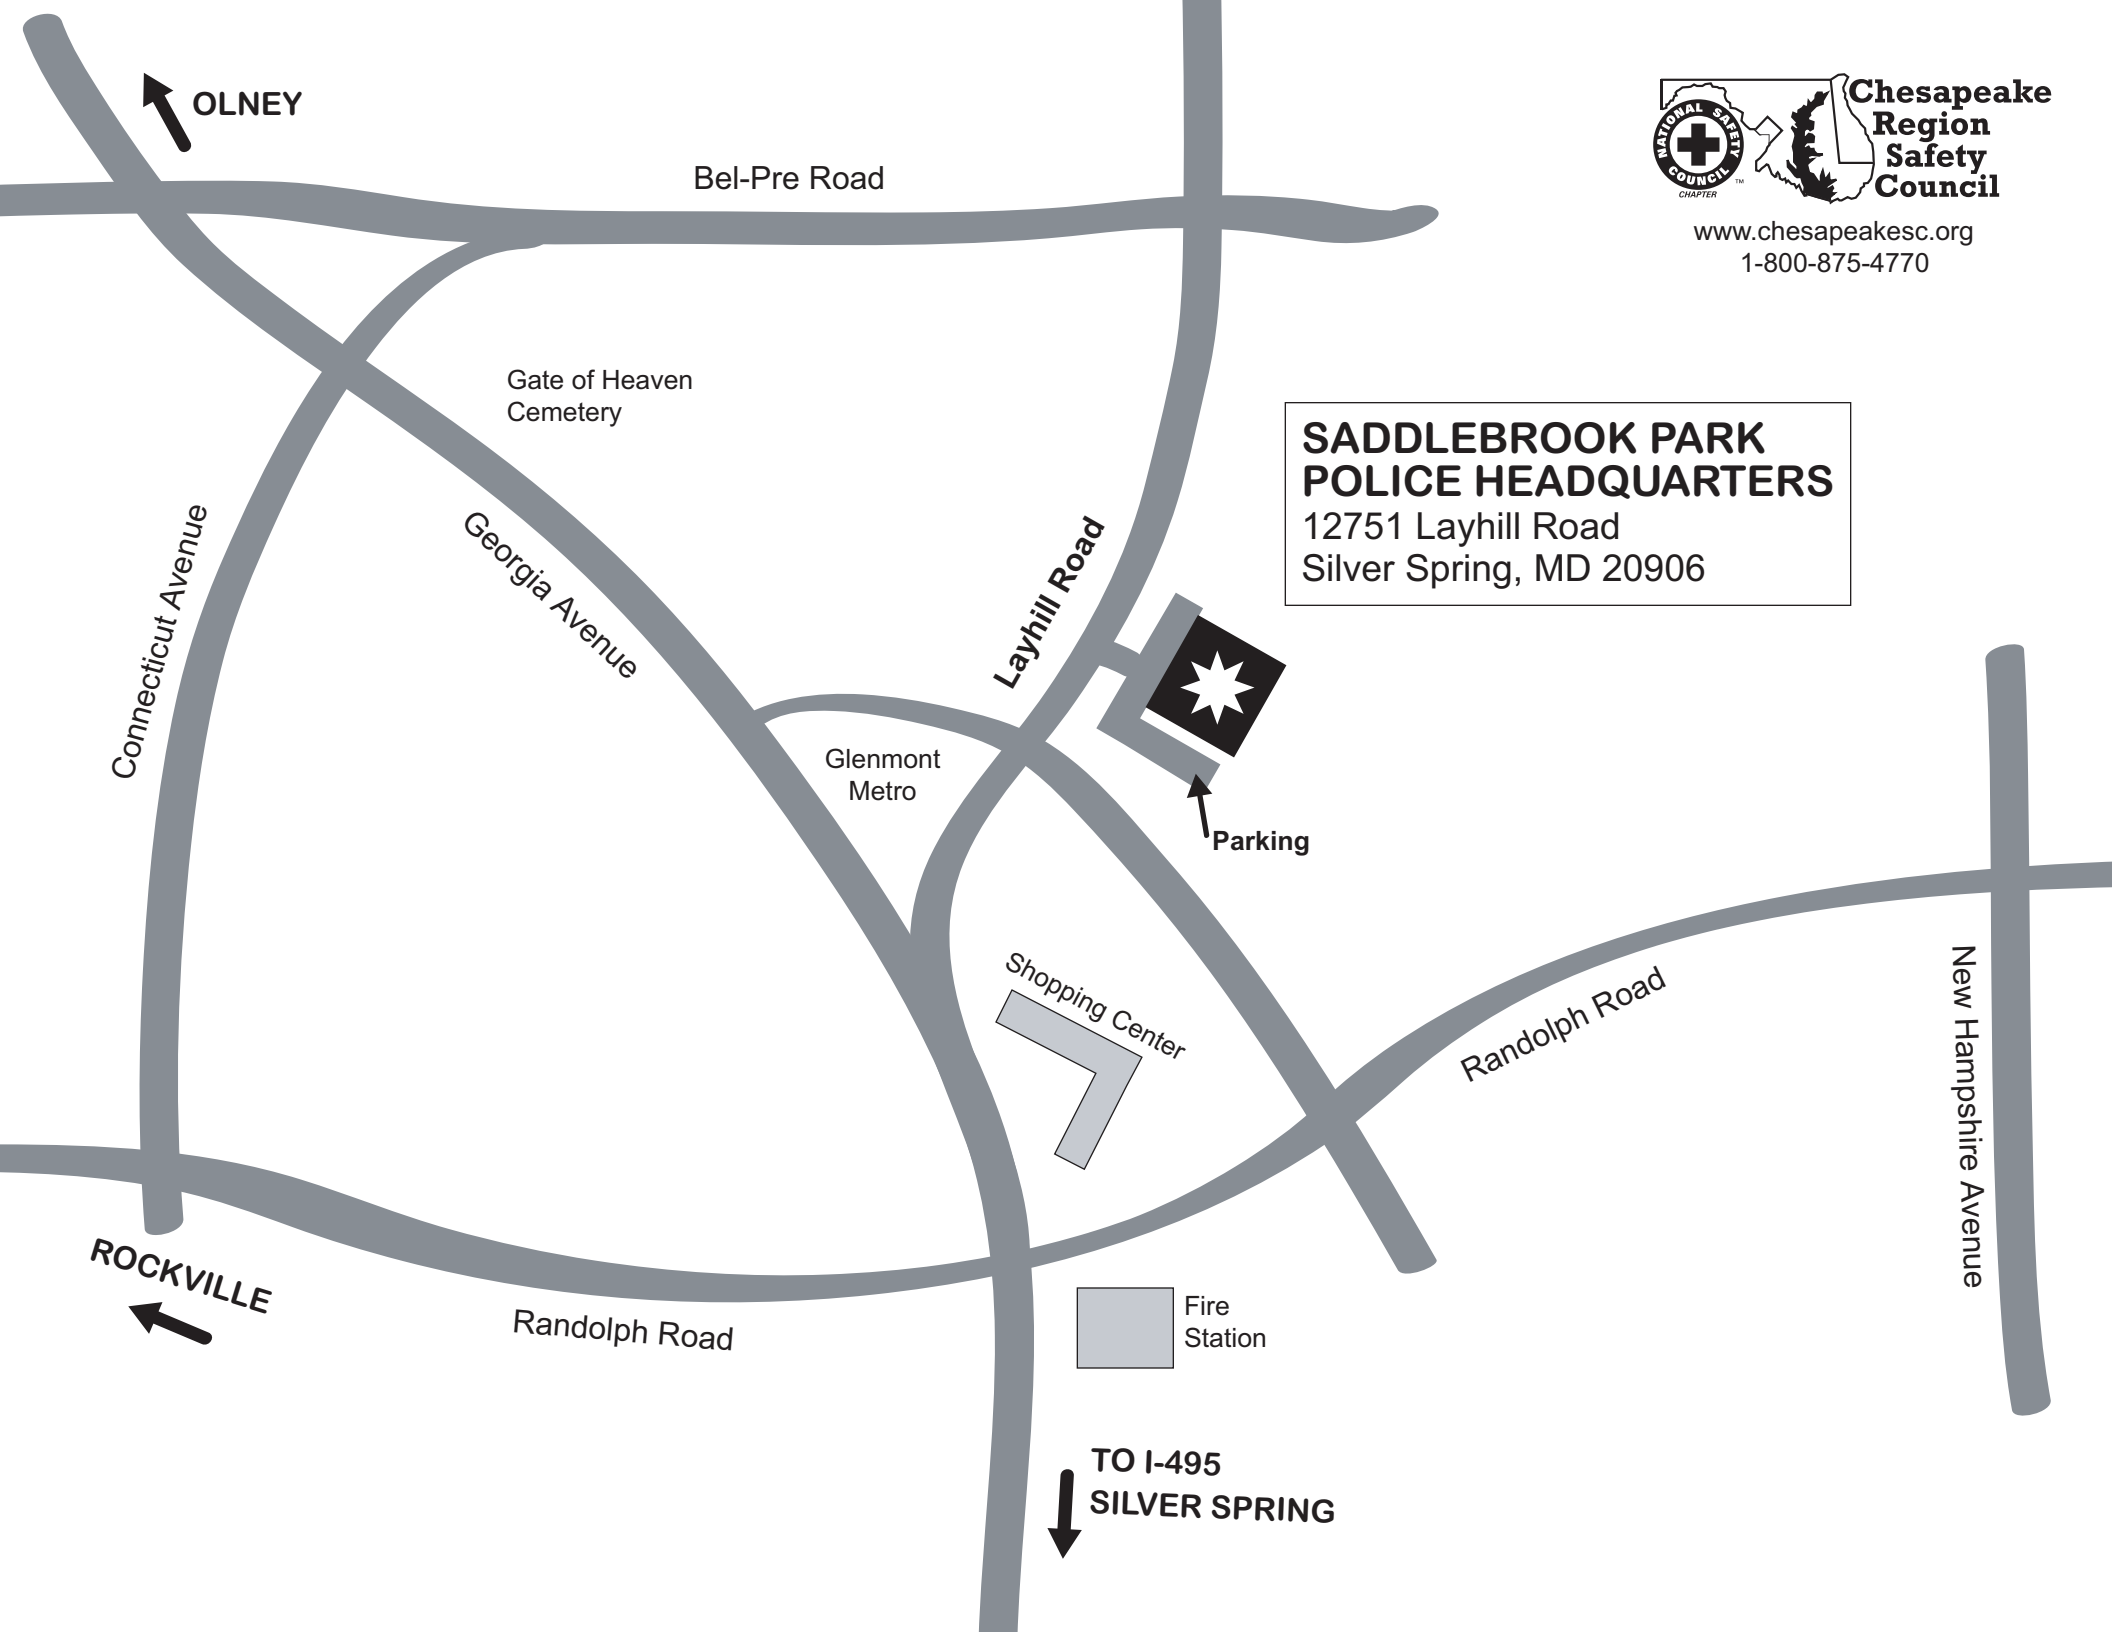 OLNEY
Bel-Pre Road
Chesapeake
Region
Safety
Council
NATIONAL SAFETY
COUNCIL
™
CHAPTER
www.chesapeakesc.org
1-800-875-4770
Gate of Heaven
Cemetery
SADDLEBROOK PARK
POLICE HEADQUARTERS
12751 Layhill Road
Silver Spring, MD 20906
Connecticut Avenue
Georgia Avenue
Layhill Road
Glenmont
Metro
Parking
Shopping Center
Randolph Road
New Hampshire Avenue
ROCKVILLE
Randolph Road
Fire
Station
TO I-495
SILVER SPRING